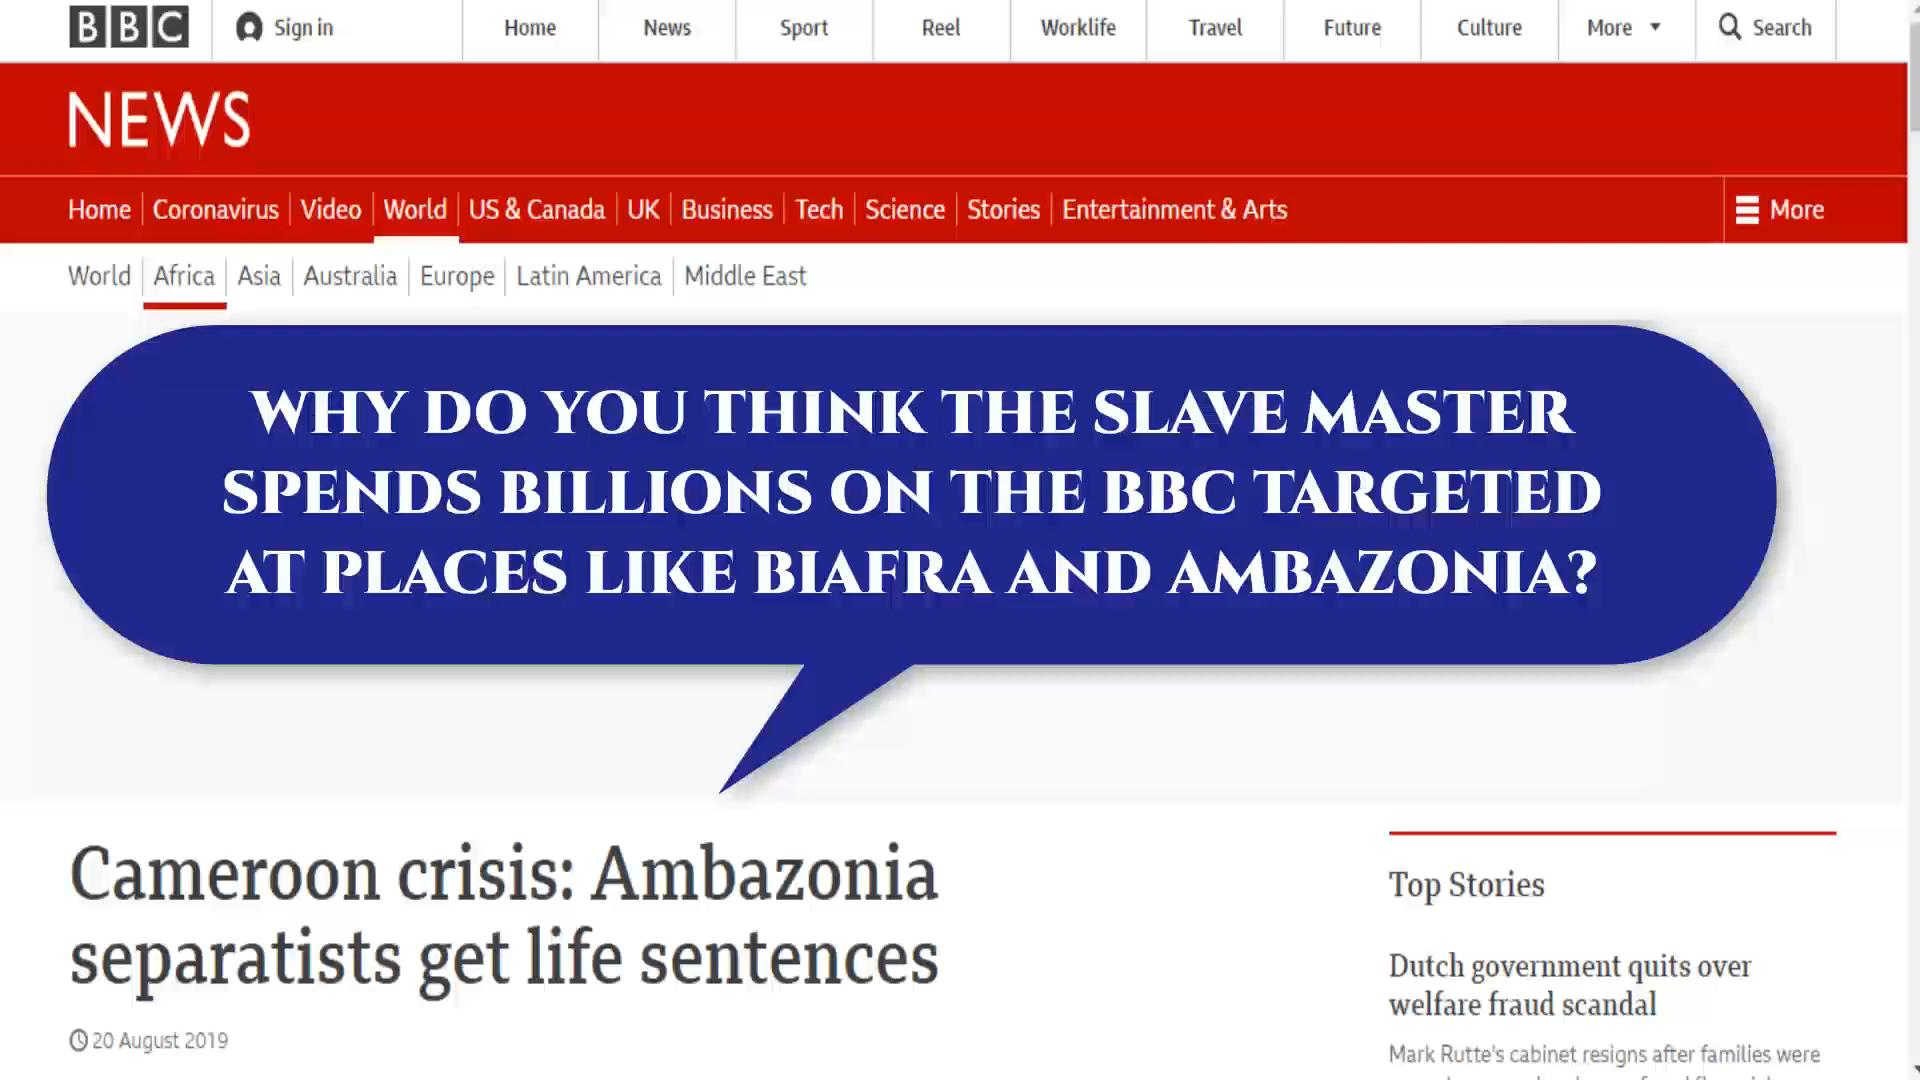 BBC Sign in Home News Sport Reel Worklife Travel Future Culture More Search
NEWS
Home Coronavirus Video World US & Canada UK Business Tech Science Stories Entertainment & Arts More
World Africa Asia Australia Europe Latin America Middle East
WHY DO YOU THINK THE SLAVE MASTER
SPENDS BILLIONS ON THE BBC TARGETED
AT PLACES LIKE BIAFRA AND AMBAZONIA?
Cameroon crisis: Ambazonia
separatists get life sentences
20 August 2019
Top Stories
Dutch government quits over
welfare fraud scandal
Mark Rutte's cabinet resigns after families were